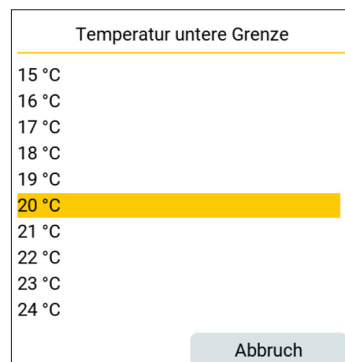 Temperatur untere Grenze
15 °C
16 °C
17 °C
18 °C
19 °C
20 °C
21 °C
22 °C
23 °C
24 °C
Abbruch